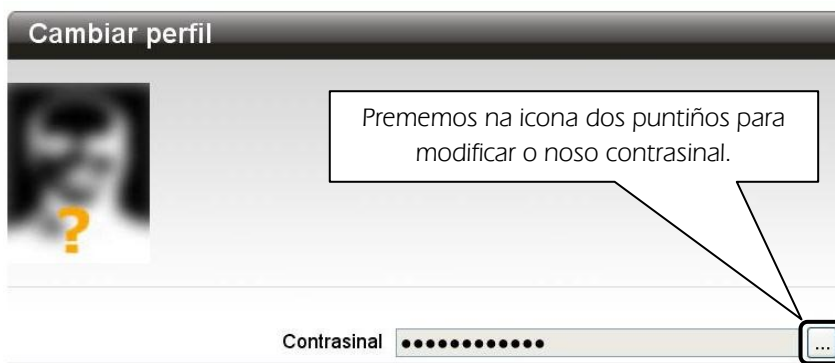 Cambiar perfil
Prememos na icona dos puntiños para
modificar o noso contrasinal.
?
Contrasinal ●●●●●●●●●●●● ...